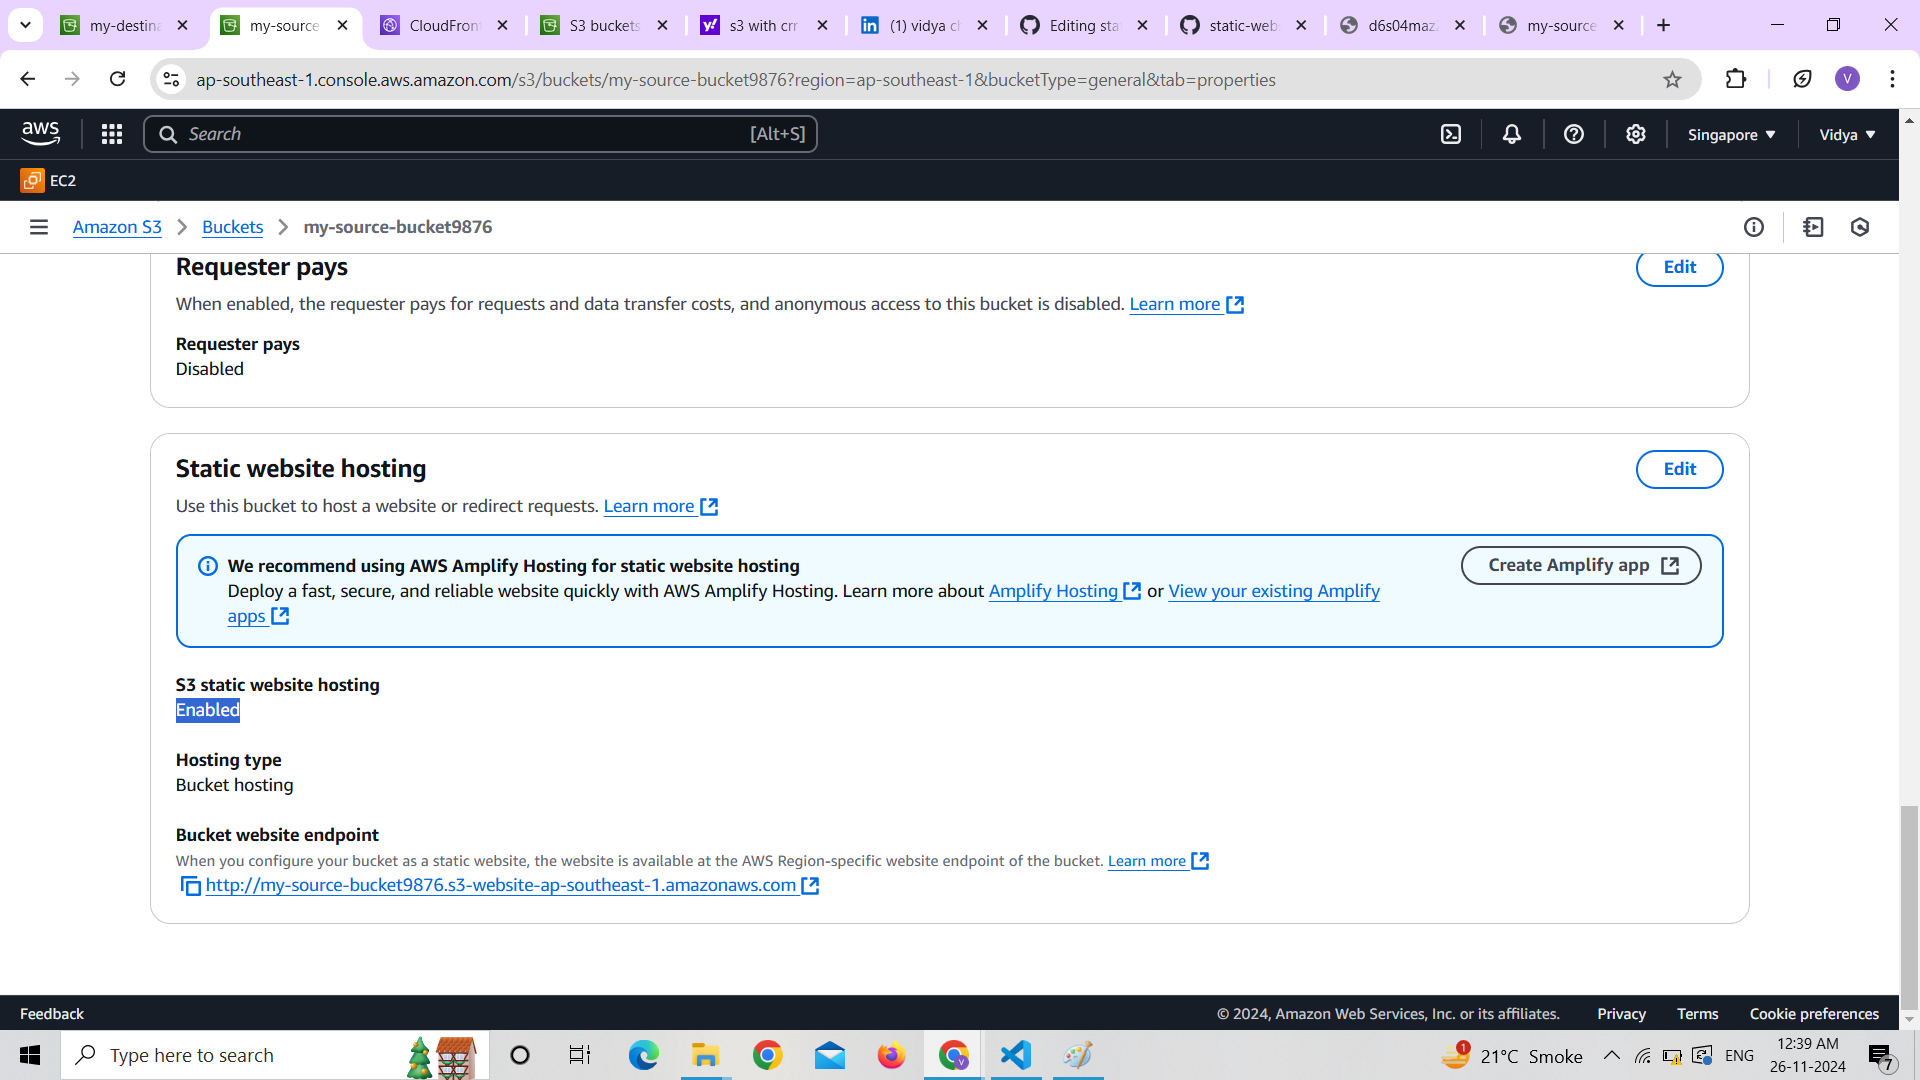 my-destina
my-source
CloudFront
S3 buckets
s3 with crr
(1) vidya ch
Editing sta
static-web
d6s04maz
my-source
ap-southeast-1.console.aws.amazon.com/s3/buckets/my-source-bucket9876?region=ap-southeast-1&bucketType=general&tab=properties
V
aws
Search
[Alt+S]
Singapore
Vidya
EC2
Amazon S3
Buckets
my-source-bucket9876
Requester pays
Edit
When enabled, the requester pays for requests and data transfer costs, and anonymous access to this bucket is disabled. Learn more
Requester pays
Disabled
Static website hosting
Edit
Use this bucket to host a website or redirect requests. Learn more
We recommend using AWS Amplify Hosting for static website hosting
Create Amplify app
Deploy a fast, secure, and reliable website quickly with AWS Amplify Hosting. Learn more about Amplify Hosting or View your existing Amplify
apps
S3 static website hosting
Enabled
Hosting type
Bucket hosting
Bucket website endpoint
When you configure your bucket as a static website, the website is available at the AWS Region-specific website endpoint of the bucket. Learn more
http://my-source-bucket9876.s3-website-ap-southeast-1.amazonaws.com
Feedback
© 2024, Amazon Web Services, Inc. or its affiliates.
Privacy
Terms
Cookie preferences
Type here to search
1
21°C Smoke
ENG
12:39 AM
26-11-2024
7